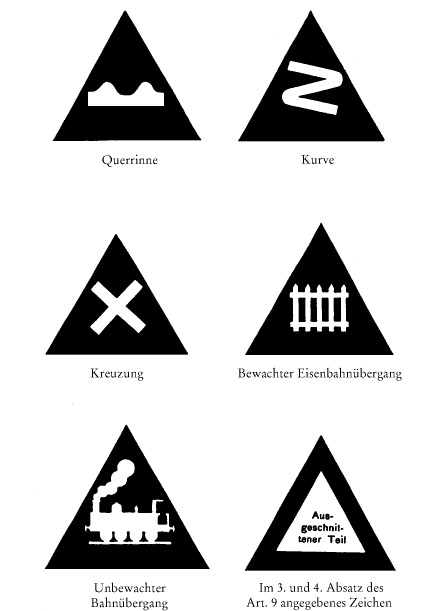 Querrinne
Kurve
Kreuzung
Bewachter Eisenbahnübergang
Aus-
geschnit-
tener Teil
Unbewachter
Bahnübergang
Im 3. und 4. Absatz des
Art. 9 angegebenes Zeichen